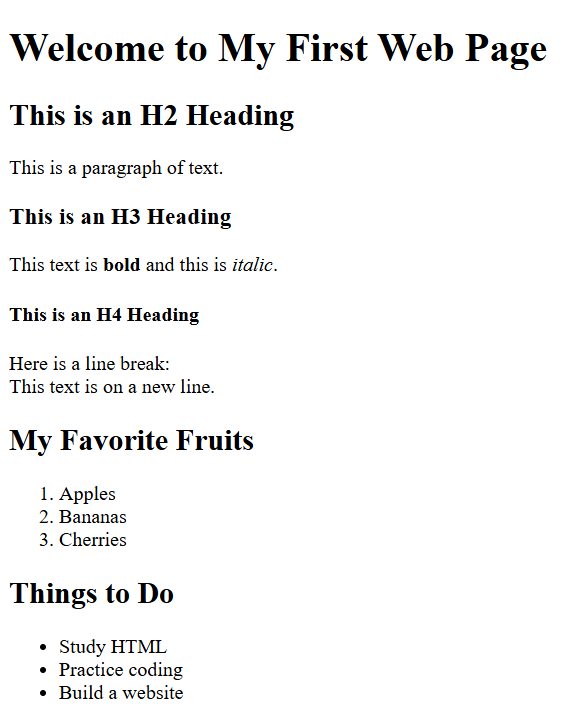 Welcome to My First Web Page
This is an H2 Heading
This is a paragraph of text.
This is an H3 Heading
This text is bold and this is italic.
This is an H4 Heading
Here is a line break:
This text is on a new line.
My Favorite Fruits
1. Apples
2. Bananas
3. Cherries
Things to Do
• Study HTML
• Practice coding
• Build a website